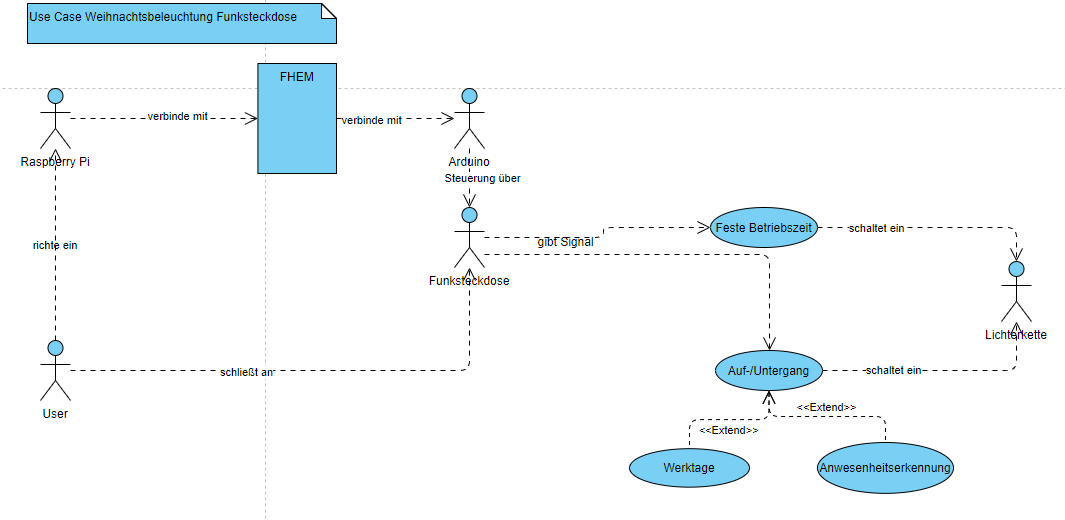 Use Case Weihnachtsbeleuchtung Funksteckdose
FHEM
verbinde mit
verbinde mit
Raspberry Pi
Arduino
Steuerung über
richte ein
gibt Signal
Feste Betriebszeit
schaltet ein
Funksteckdose
Lichterkette
schließt an
Auf-/Untergang
schaltet ein
User
<<Extend>>
<<Extend>>
Werktage
Anwesenheitserkennung